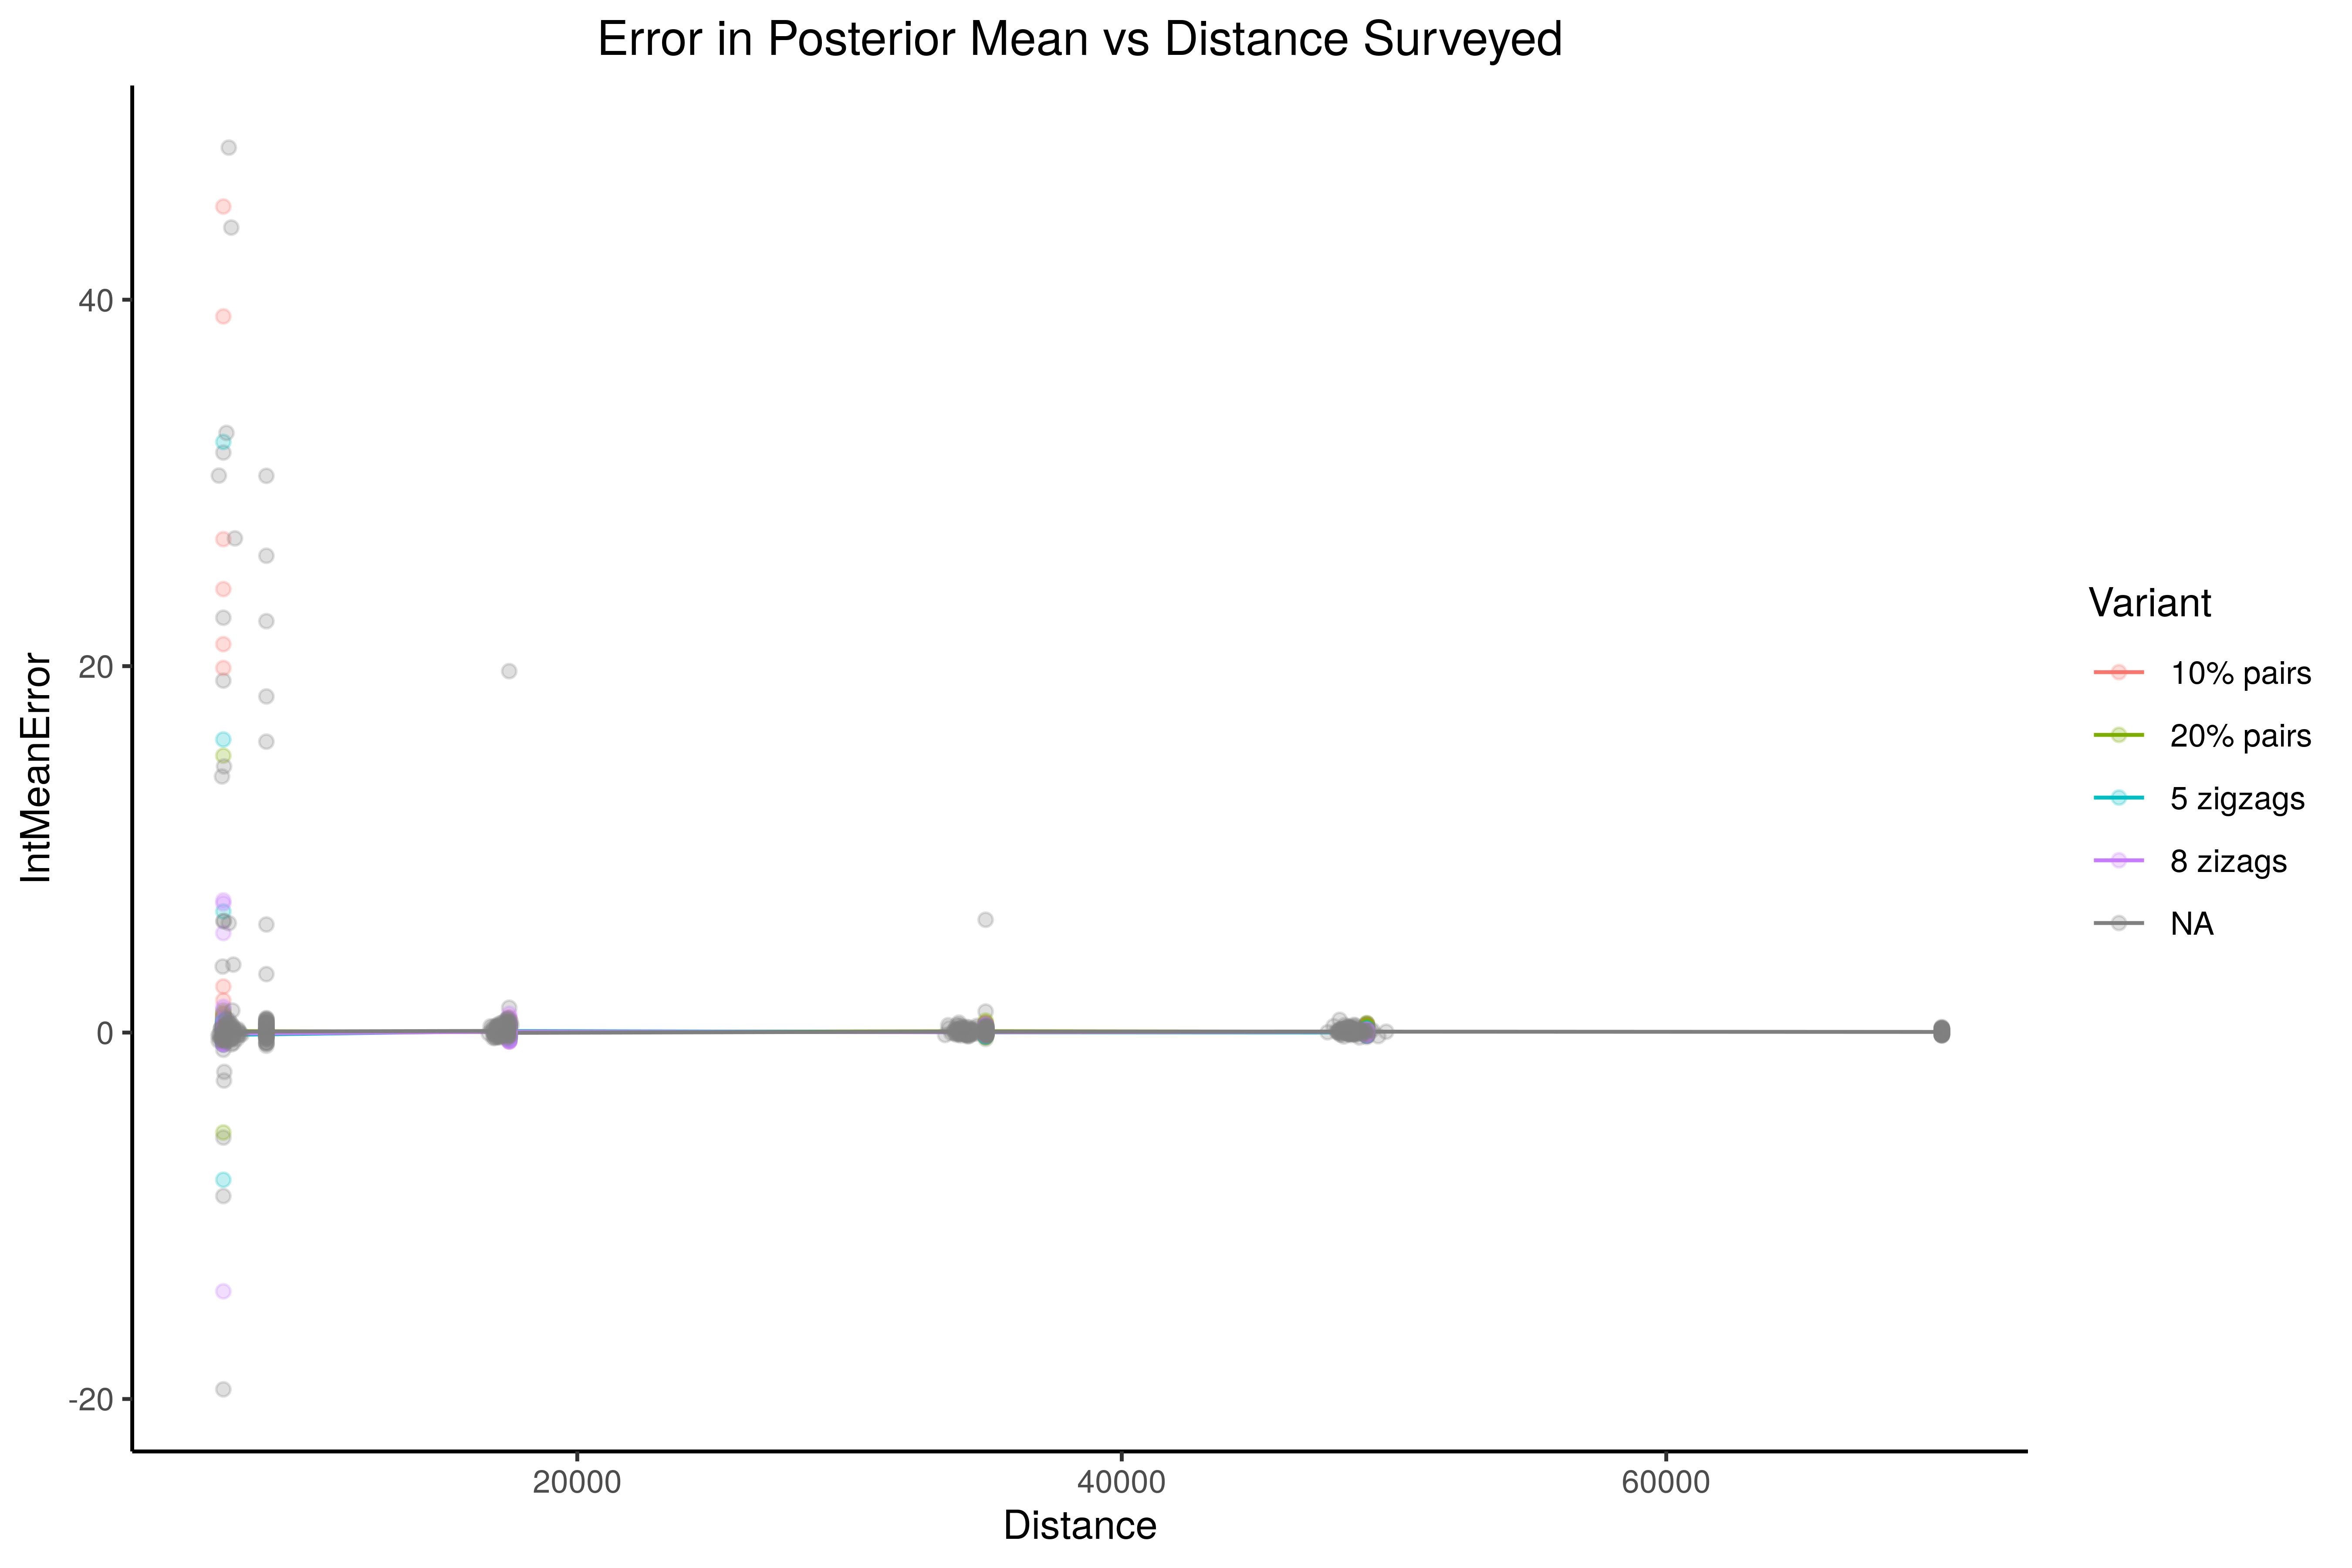 Error in Posterior Mean vs Distance Surveyed
IntMeanError
40
20
0
-20
20000
40000
60000
Distance
Variant
10% pairs
20% pairs
5 zigzags
8 zizags
NA